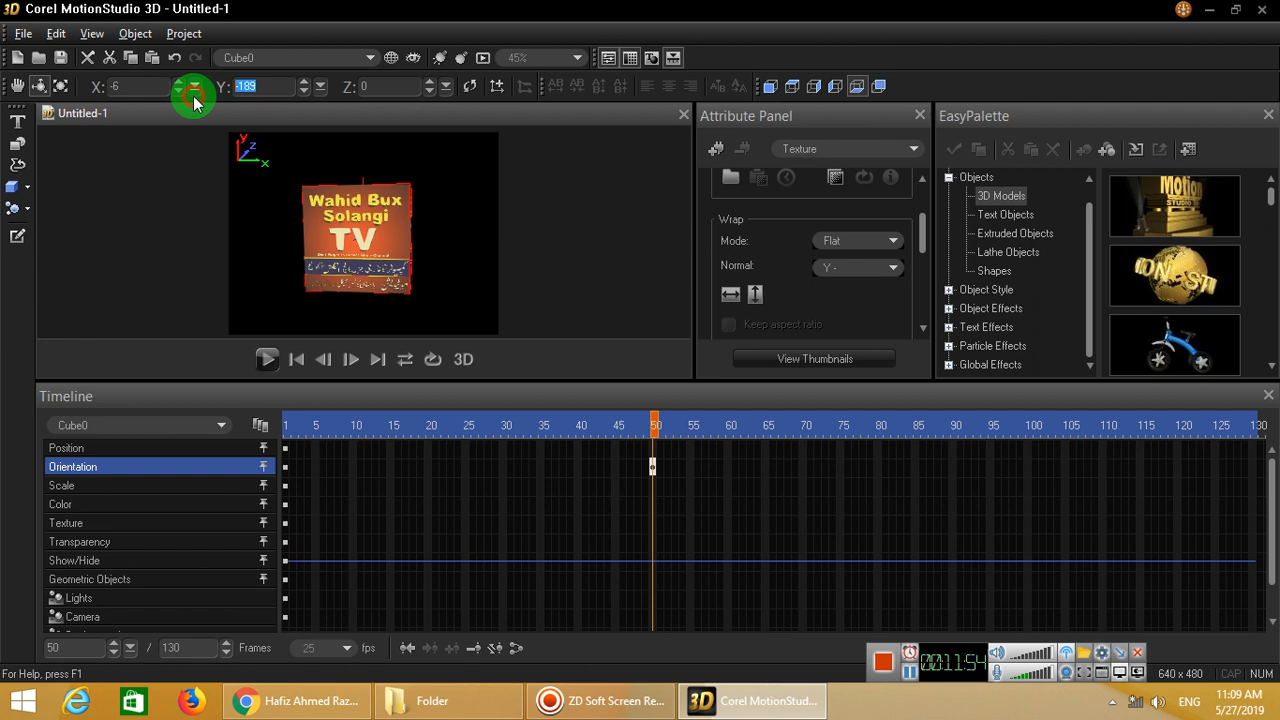 Corel MotionStudio 3D - Untitled-1
File Edit View Object Project
Cube0 45%
X: -6 Y: -189 Z: 0
Untitled-1
Attribute Panel
EasyPalette
Texture
Y
Z
X
Wahid Bux
Solangi
TV
Wrap
Mode: Flat
Normal: Y -
Keep aspect ratio
View Thumbnails
Objects
3D Models
Text Objects
Extruded Objects
Lathe Objects
Shapes
Object Style
Object Effects
Text Effects
Particle Effects
Global Effects
3D
Timeline
Cube0
1 5 10 15 20 25 30 35 40 45 50 55 60 65 70 75 80 85 90 95 100 105 110 115 120 125 130
Position
Orientation
Scale
Color
Texture
Transparency
Show/Hide
Geometric Objects
Lights
Camera
50 / 130 Frames 25 fps
00:11:54
For Help, press F1
640 x 480 CAP NUM
Hafiz Ahmed Raz...
Folder
ZD Soft Screen Re...
3D Corel MotionStud...
ENG
11:09 AM
5/27/2019